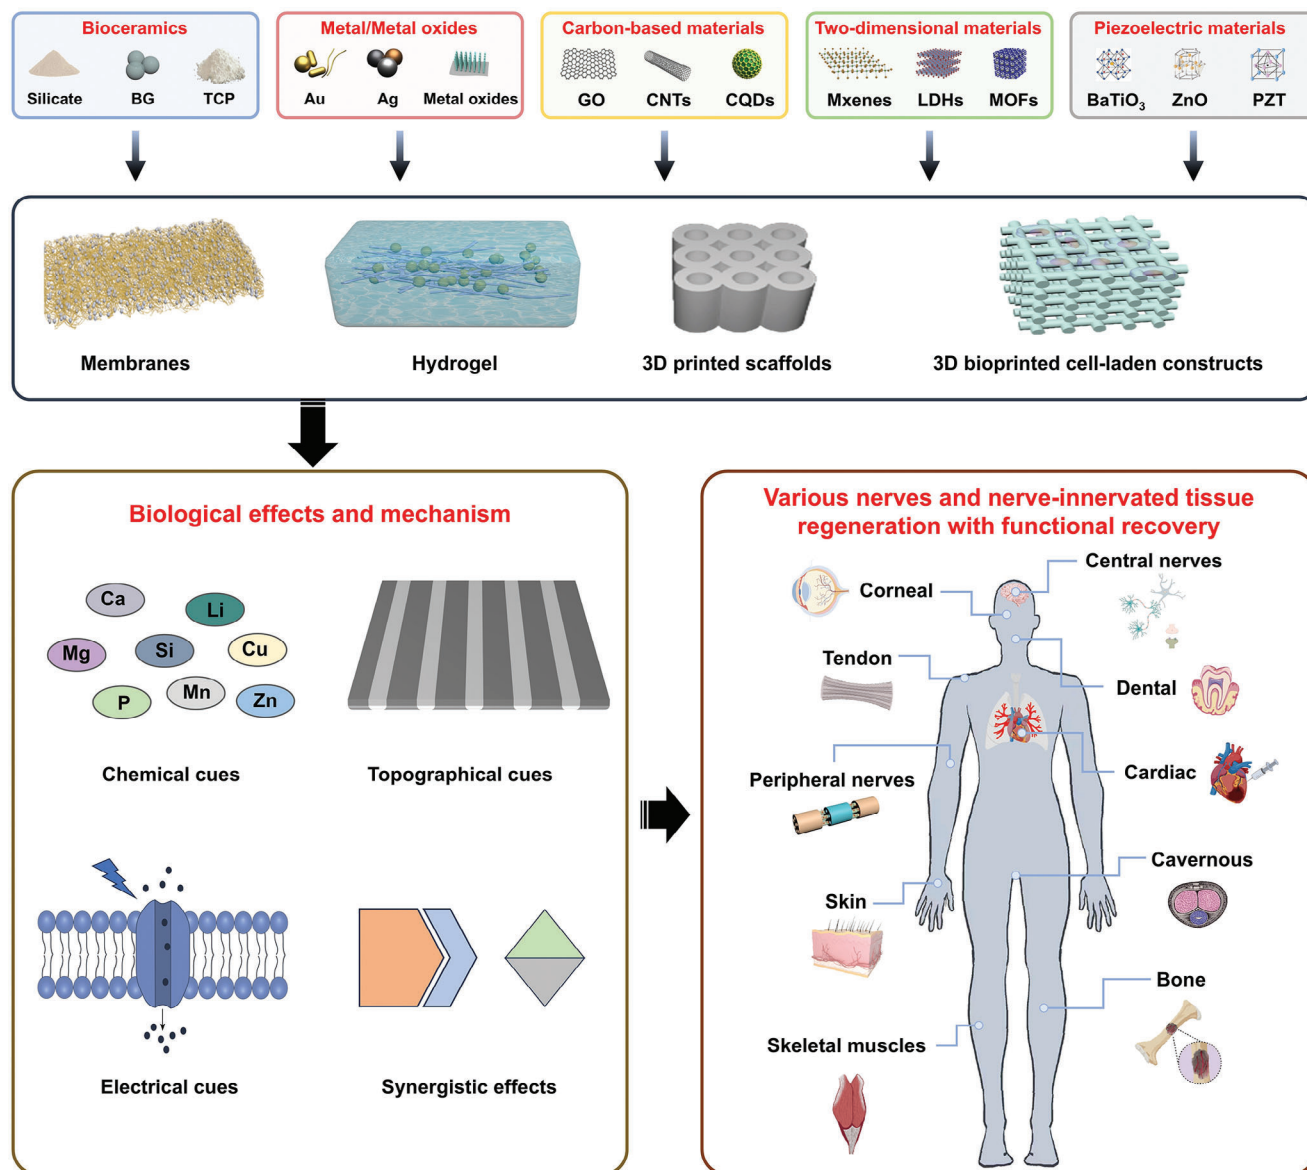 Bioceramics
Silicate BG TCP
Metal/Metal oxides
Au Ag Metal oxides
Carbon-based materials
GO CNTs CQDs
Two-dimensional materials
Mxenes LDHs MOFs
Piezoelectric materials
BaTiO₃ ZnO PZT
Membranes
Hydrogel
3D printed scaffolds
3D bioprinted cell-laden constructs
Biological effects and mechanism
Ca
Li
Mg
Si
Cu
P
Mn
Zn
Chemical cues
Topographical cues
Electrical cues
Synergistic effects
Various nerves and nerve-innervated tissue
regeneration with functional recovery
Central nerves
Corneal
Tendon
Dental
Peripheral nerves
Cardiac
Cavernous
Skin
Bone
Skeletal muscles